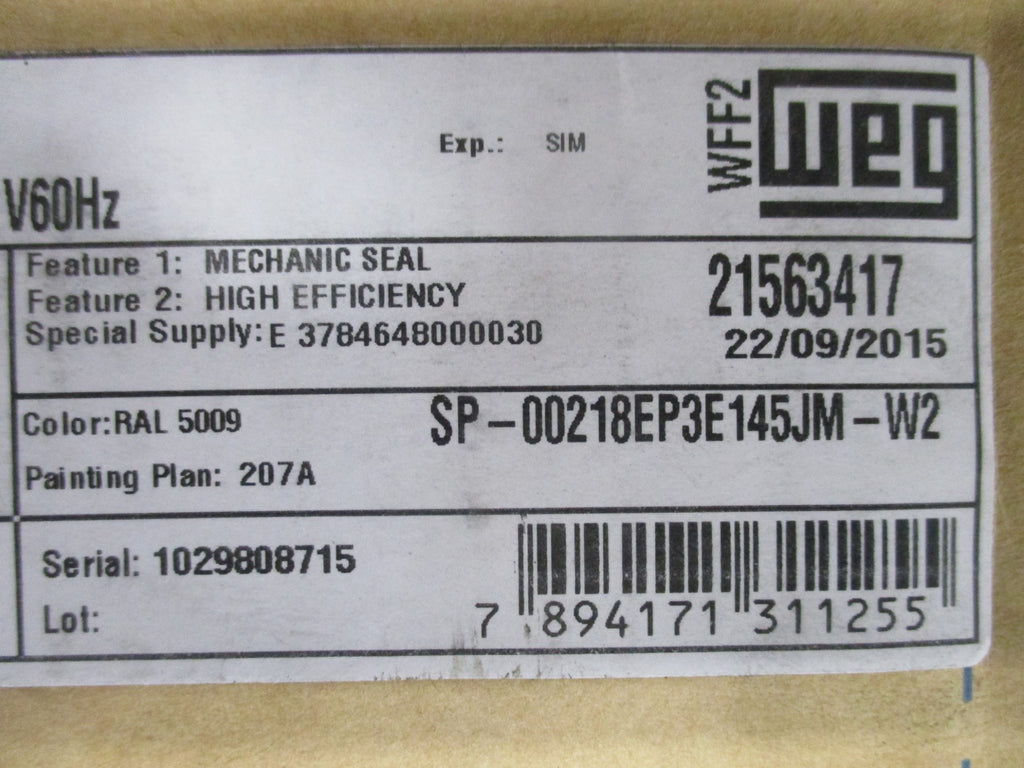 WFF2
weg
Exp.: SIM
V60Hz
Feature 1: MECHANIC SEAL
Feature 2: HIGH EFFICIENCY
Special Supply: E 3784648000030
21563417
22/09/2015
Color:RAL 5009
SP-00218EP3E145JM-W2
Painting Plan: 207A
Serial: 1029808715
Lot:
7 894171 311255